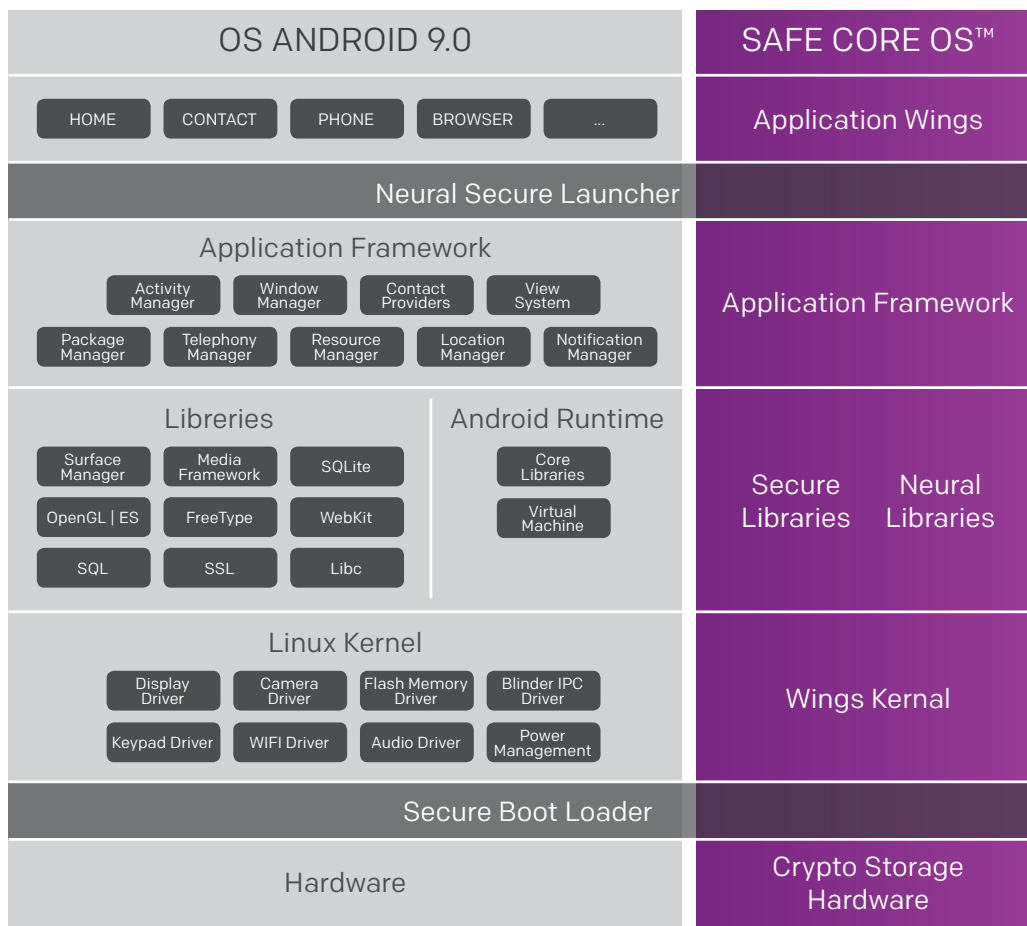 OS ANDROID 9.0
SAFE CORE OS™
HOME
CONTACT
PHONE
BROWSER
...
Application Wings
Neural Secure Launcher
Application Framework
Activity
Manager
Window
Manager
Contact
Providers
View
System
Package
Manager
Telephony
Manager
Resource
Manager
Location
Manager
Notification
Manager
Application Framework
Libreries
Surface
Manager
Media
Framework
SQLite
OpenGL | ES
FreeType
WebKit
SQL
SSL
Libc
Android Runtime
Core
Libraries
Virtual
Machine
Secure
Libraries
Neural
Libraries
Linux Kernel
Display
Driver
Camera
Driver
Flash Memory
Driver
Blinder IPC
Driver
Keypad Driver
WIFI Driver
Audio Driver
Power
Management
Wings Kernal
Secure Boot Loader
Hardware
Crypto Storage
Hardware